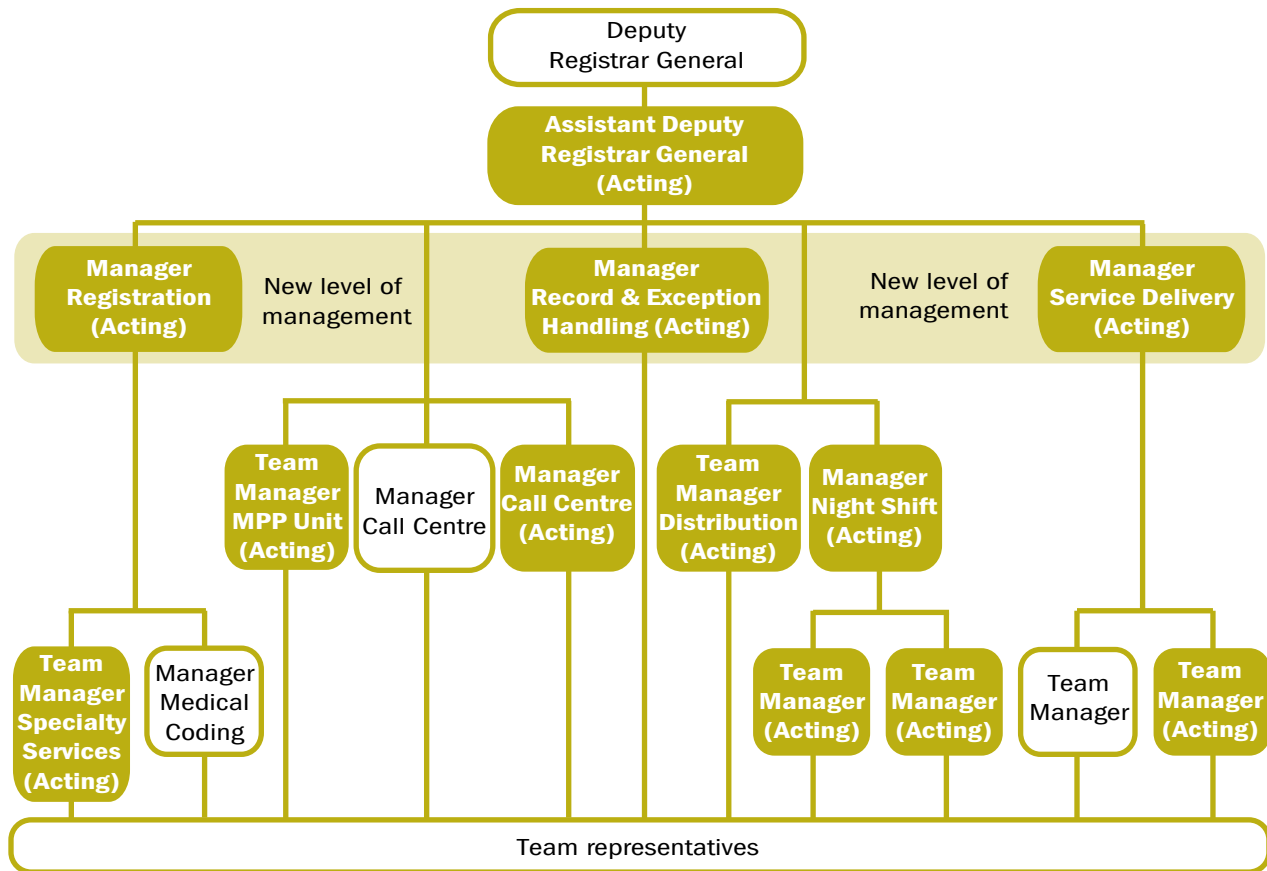 Deputy
Registrar General
Assistant Deputy
Registrar General
(Acting)
Manager
Registration
(Acting)
New level of
management
Manager
Record & Exception
Handling (Acting)
New level of
management
Manager
Service Delivery
(Acting)
Team
Manager
MPP Unit
(Acting)
Manager
Call Centre
Manager
Call Centre
(Acting)
Team
Manager
Distribution
(Acting)
Manager
Night Shift
(Acting)
Team
Manager
Specialty
Services
(Acting)
Manager
Medical
Coding
Team
Manager
(Acting)
Team
Manager
(Acting)
Team
Manager
Team
Manager
(Acting)
Team representatives